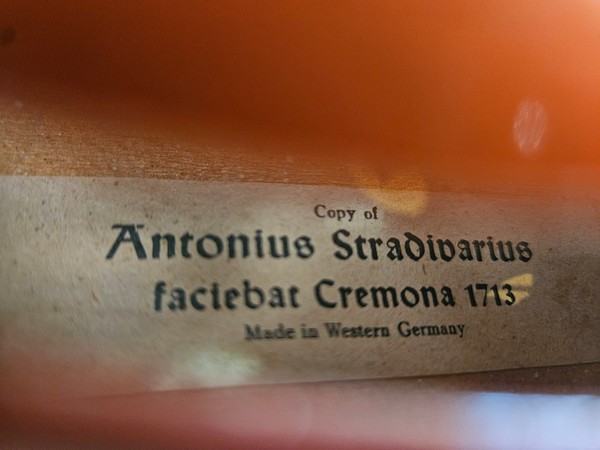 Copy of
Antonius Stradivarius
faciebat Cremona 1713
Made in Western Germany